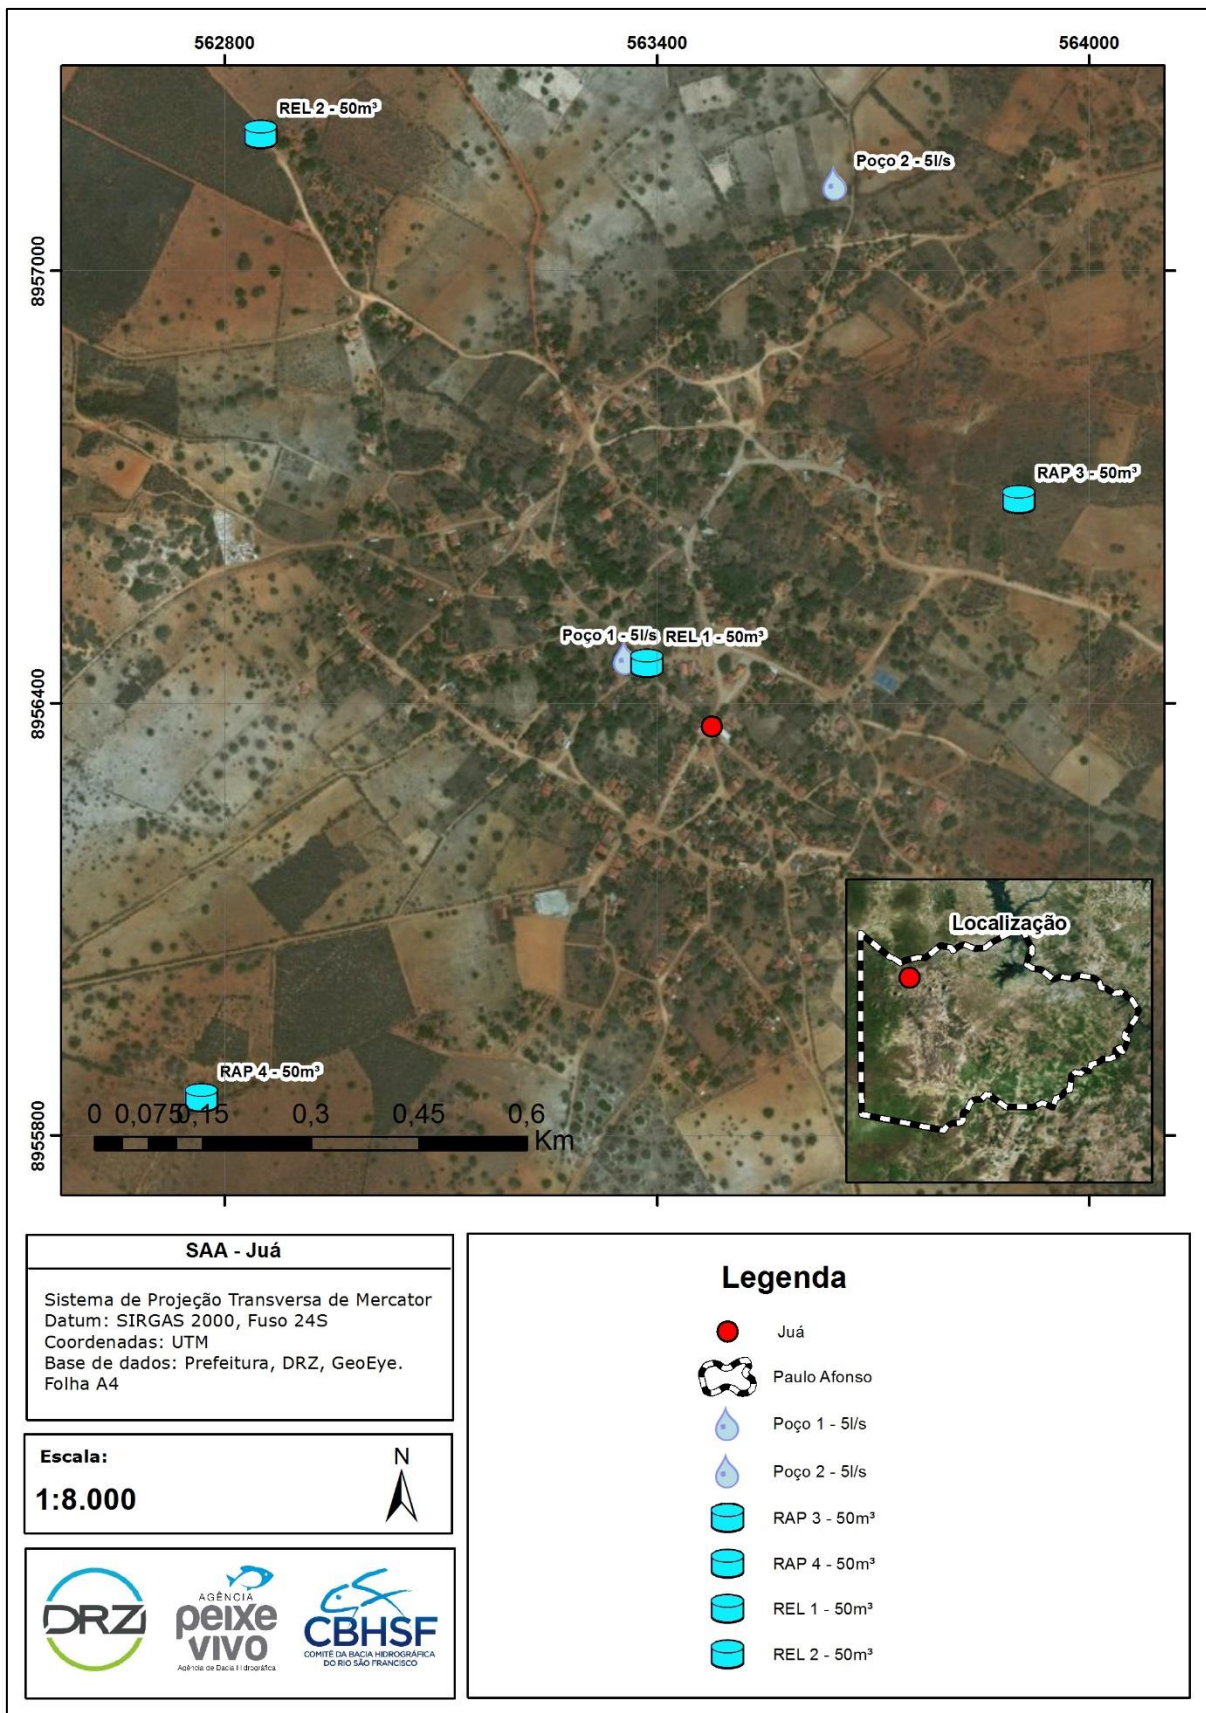 562800
563400
564000
REL 2 - 50m³
Poço 2 - 5l/s
8957000
RAP 3 - 50m³
Poço 1 - 5l/s
REL 1 - 50m³
8956400
Localização
RAP 4 - 50m³
0 0,075 0,15 0,3 0,45 0,6
Km
8955800
SAA - Juá
Sistema de Projeção Transversa de Mercator
Datum: SIRGAS 2000, Fuso 24S
Coordenadas: UTM
Base de dados: Prefeitura, DRZ, GeoEye.
Folha A4
Escala:
1:8.000
N
DRZ
AGÊNCIA
peixe
vivo
Agência de Bacia Hidrográfica
CBHSF
COMITÊ DA BACIA HIDROGRÁFICA
DO RIO SÃO FRANCISCO
Legenda
Juá
Paulo Afonso
Poço 1 - 5l/s
Poço 2 - 5l/s
RAP 3 - 50m³
RAP 4 - 50m³
REL 1 - 50m³
REL 2 - 50m³